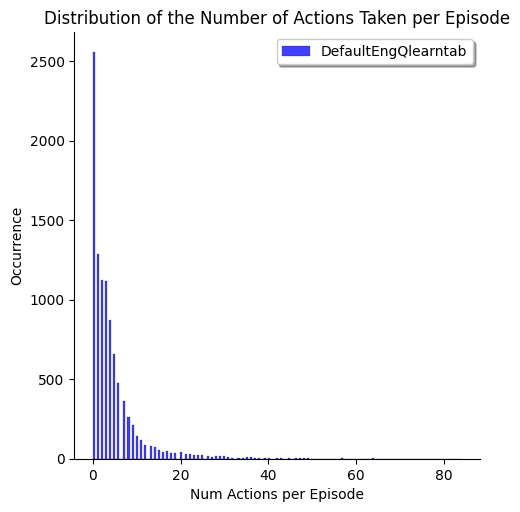 Distribution of the Number of Actions Taken per Episode
DefaultEngQlearntab
2500
2000
1500
1000
500
0
Occurrence
0 20 40 60 80
Num Actions per Episode